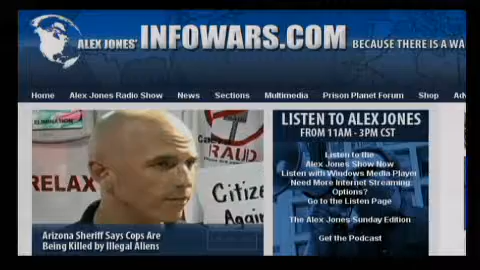 ALEX JONES' INFOWARS.COM BECAUSE THERE IS A WA
Home Alex Jones Radio Show News Sections Multimedia Prison Planet Forum Shop Ad
RELAX
RAUD
Citize
Again
Arizona Sheriff Says Cops Are
Being Killed by Illegal Aliens
LISTEN TO ALEX JONES
FROM 11AM - 3PM CST
Listen to the
Alex Jones Show Now
Listen with Windows Media Player
Need More Internet Streaming
Options?
Go to the Listen Page
The Alex Jones Sunday Edition
Get the Podcast